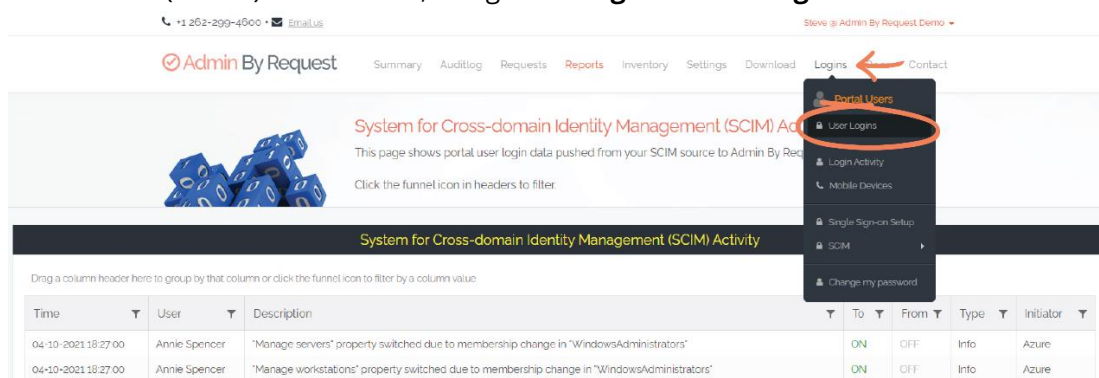 +1 262-299-4600 • Email us
Steve @ Admin By Request Demo
Admin By Request
Summary Auditlog Requests Reports Inventory Settings Download Logins Contact
Portal Users
User Logins
Login Activity
Mobile Devices
Single Sign-on Setup
SCIM
Change my password
System for Cross-domain Identity Management (SCIM) Ac
This page shows portal user login data pushed from your SCIM source to Admin By Req
Click the funnel icon in headers to filter.
System for Cross-domain Identity Management (SCIM) Activity
Drag a column header here to group by that column or click the funnel icon to filter by a column value
Time User Description To From Type Initiator
04-10-2021 18:27:00 Annie Spencer "Manage servers" property switched due to membership change in "WindowsAdministrators" ON OFF Info Azure
04-10-2021 18:27:00 Annie Spencer "Manage workstations" property switched due to membership change in "WindowsAdministrators" ON OFF Info Azure